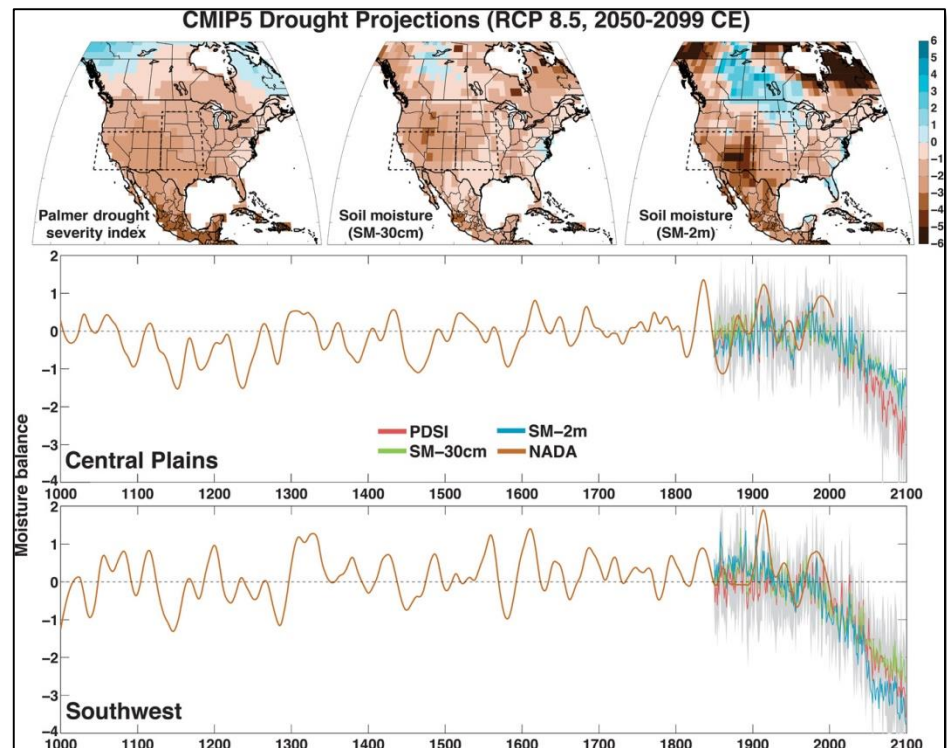 CMIP5 Drought Projections (RCP 8.5, 2050-2099 CE)
Palmer drought
severity index
Soil moisture
(SM-30cm)
Soil moisture
(SM-2m)
6
5
4
3
2
1
0
−1
−2
−3
−4
−5
−6
Moisture balance
2
1
0
−1
−2
−3
−4
PDSI
SM−2m
SM−30cm
NADA
Central Plains
1000 1100 1200 1300 1400 1500 1600 1700 1800 1900 2000 2100
2
1
0
−1
−2
−3
−4
Southwest
1000 1100 1200 1300 1400 1500 1600 1700 1800 1900 2000 2100